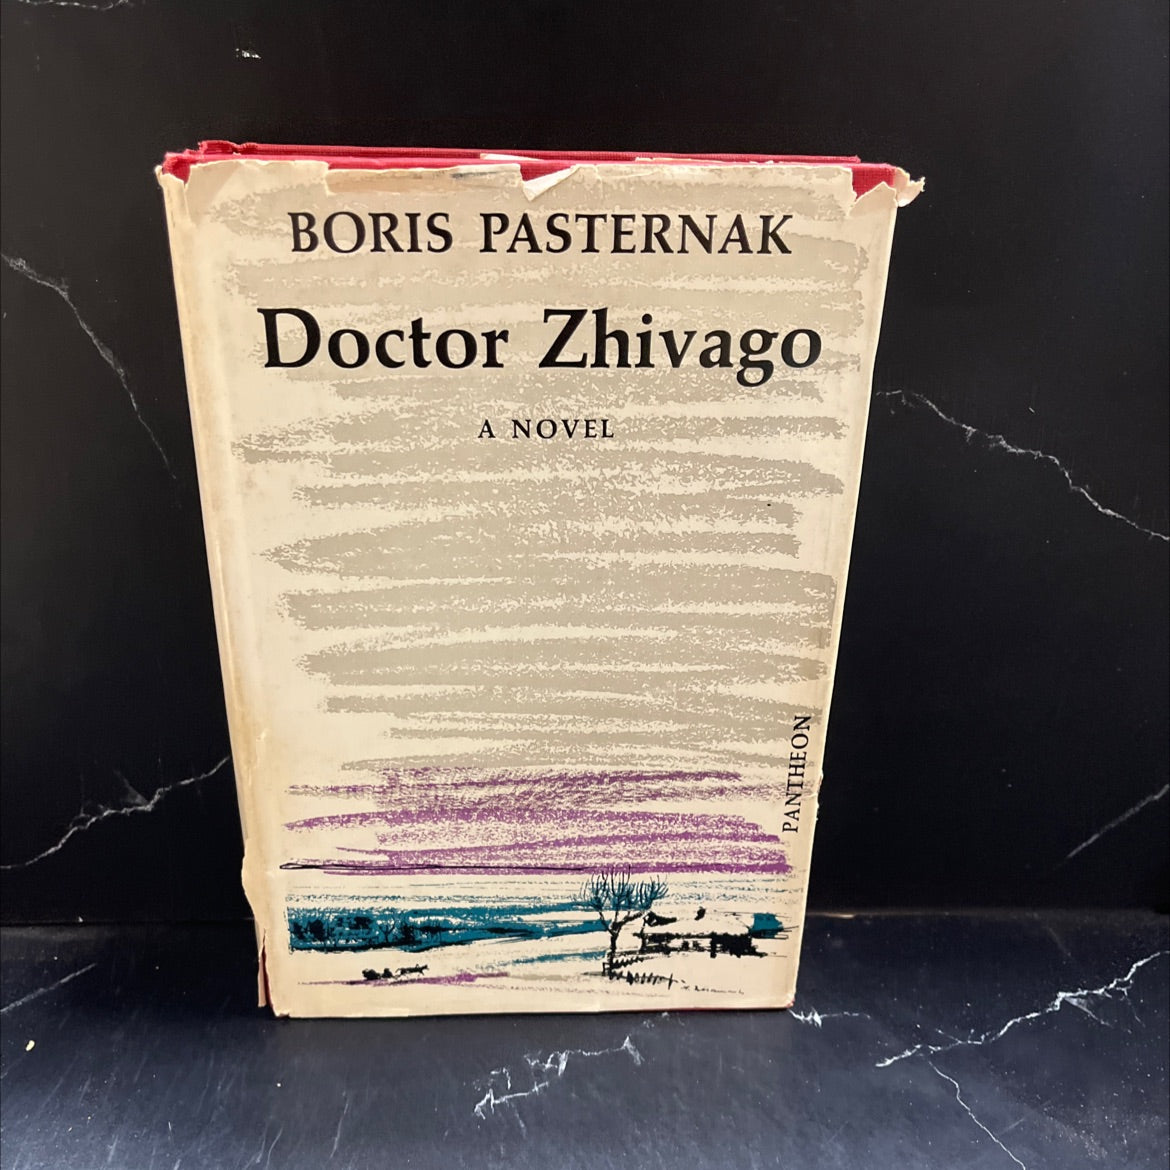 BORIS PASTERNAK
Doctor Zhivago
A NOVEL
PANTHEON